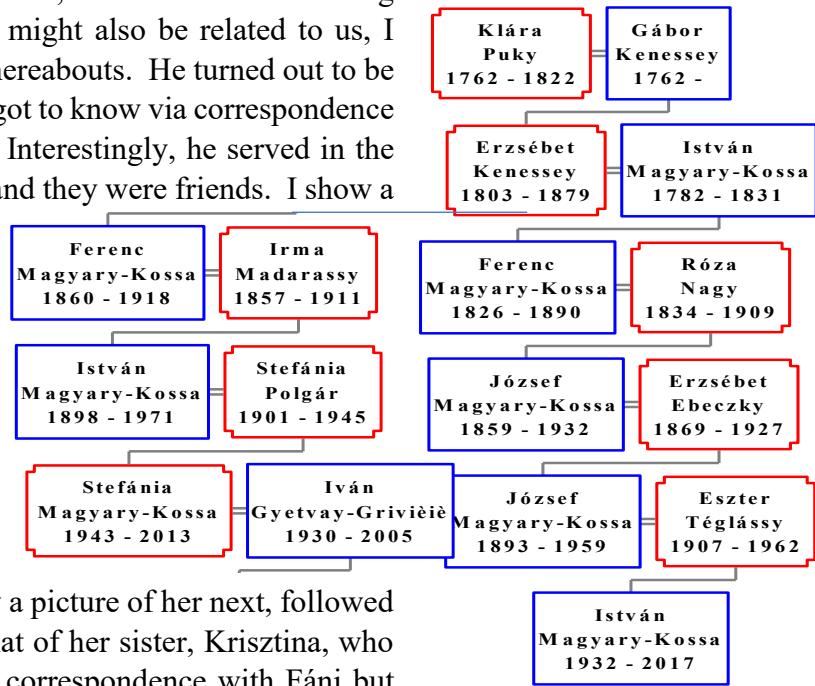 might also be related to us, I
hereabouts. He turned out to be
got to know via correspondence
Interestingly, he served in the
and they were friends. I show a
Klára
Puky
1762 - 1822
Gábor
Kenessey
1762 -
Erzsébet
Kenessey
1803 - 1879
István
Magyary-Kossa
1782 - 1831
Ferenc
Magyary-Kossa
1860 - 1918
Irma
Madarassy
1857 - 1911
Ferenc
Magyary-Kossa
1826 - 1890
Róza
Nagy
1834 - 1909
István
Magyary-Kossa
1898 - 1971
Stefánia
Polgár
1901 - 1945
József
Magyary-Kossa
1859 - 1932
Erzsébet
Ebeczky
1869 - 1927
Stefánia
Magyary-Kossa
1943 - 2013
Iván
Gyetvay-Grivièiè
1930 - 2005
József
Magyary-Kossa
1893 - 1959
Eszter
Téglássy
1907 - 1962
István
Magyary-Kossa
1932 - 2017
a picture of her next, followed
at of her sister, Krisztina, who
correspondence with Fáni but